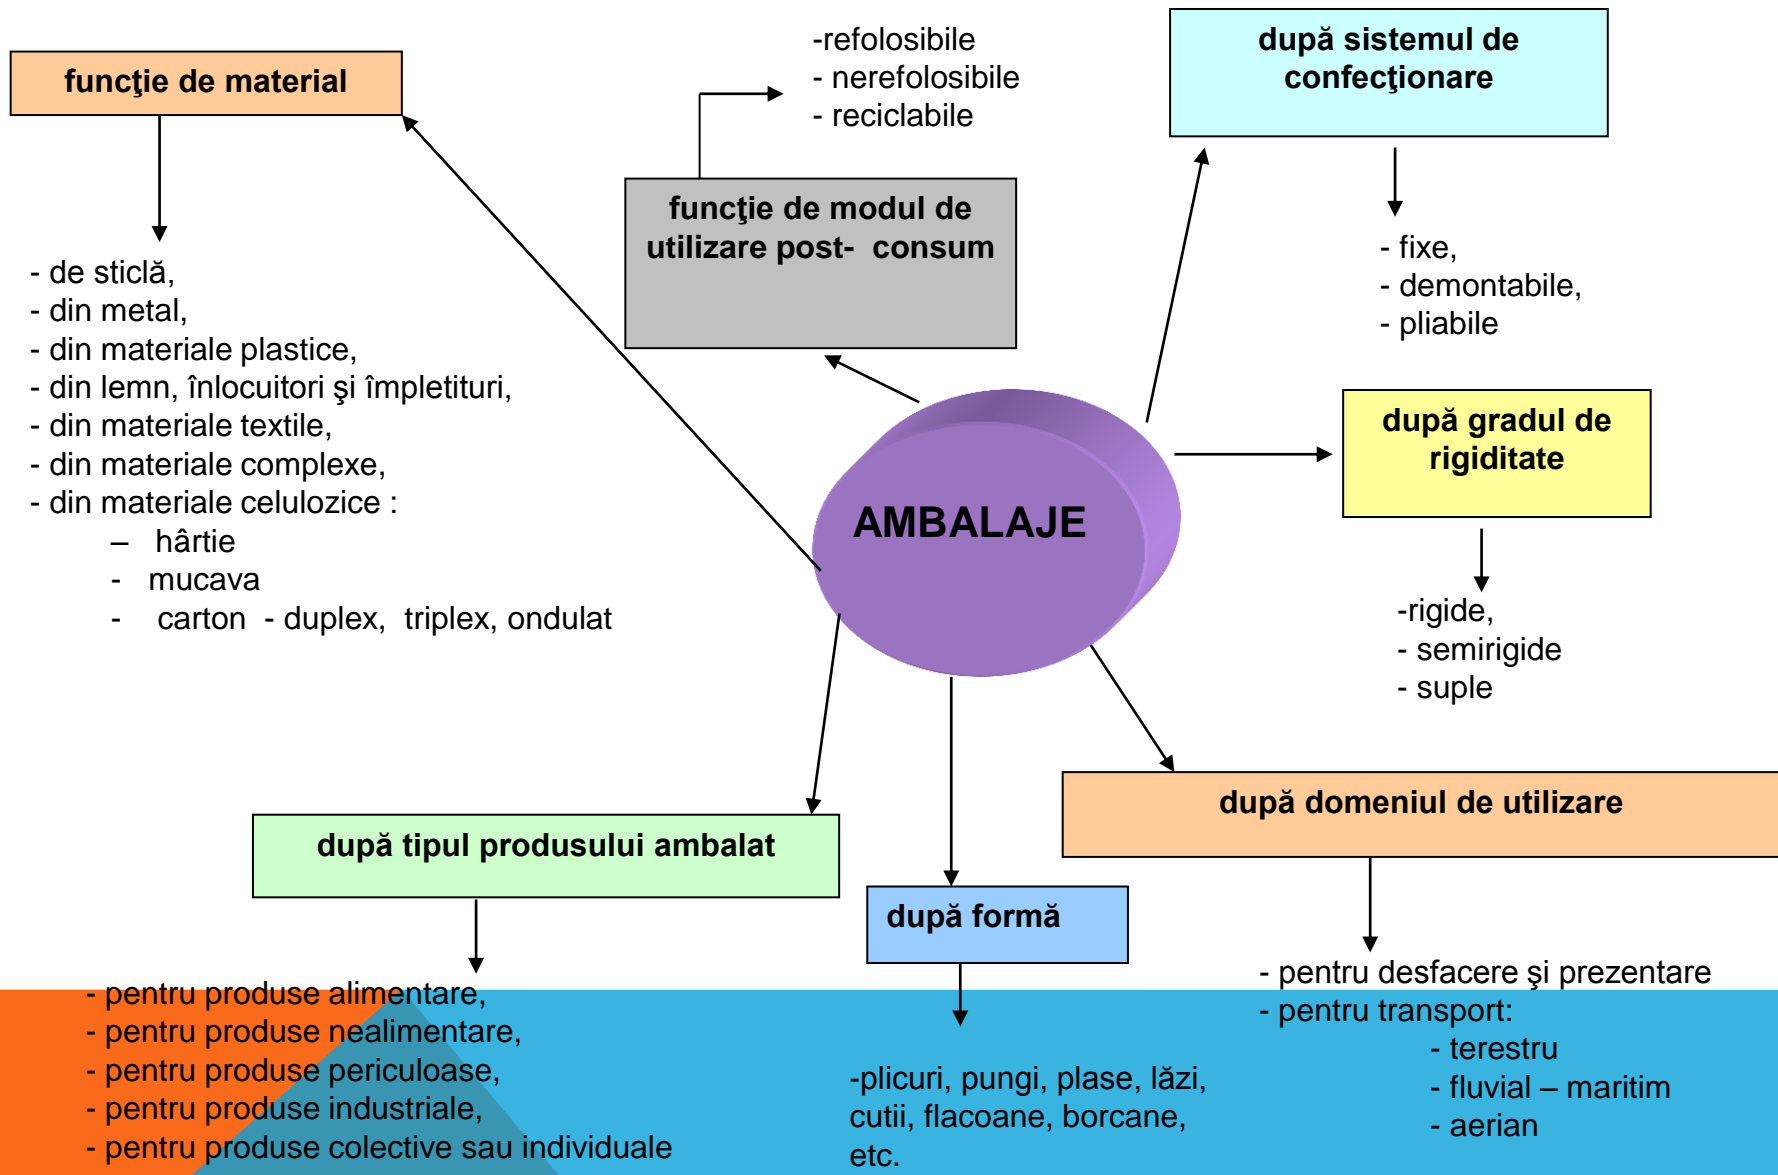 funcţie de material
- de sticlă,
- din metal,
- din materiale plastice,
- din lemn, înlocuitori şi împletituri,
- din materiale textile,
- din materiale complexe,
- din materiale celulozice :
– hârtie
- mucava
- carton - duplex, triplex, ondulat
-refolosibile
- nerefolosibile
- reciclabile
funcţie de modul de
utilizare post- consum
după sistemul de
confecţionare
- fixe,
- demontabile,
- pliabile
după gradul de
rigiditate
-rigide,
- semirigide
- suple
AMBALAJE
după tipul produsului ambalat
- pentru produse alimentare,
- pentru produse nealimentare,
- pentru produse periculoase,
- pentru produse industriale,
- pentru produse colective sau individuale
după formă
-plicuri, pungi, plase, lăzi,
cutii, flacoane, borcane,
etc.
după domeniul de utilizare
- pentru desfacere şi prezentare
- pentru transport:
- terestru
- fluvial – maritim
- aerian